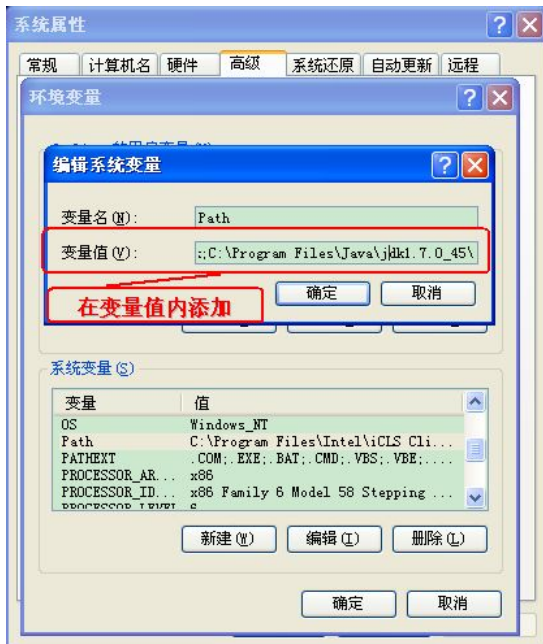 系统属性
常规 计算机名 硬件 高级 系统还原 自动更新 远程
环境变量
编辑系统变量
变量名(N): Path
变量值(V): :;C:\Program Files\Java\jdk1.7.0_45\
确定 取消
在变量值内添加
系统变量(S)
变量 值
OS Windows_NT
Path C:\Program Files\Intel\iCLS Cli...
PATHEXT .COM;.EXE;.BAT;.CMD;.VBS;.VBE;....
PROCESSOR_AR... x86
PROCESSOR_ID... x86 Family 6 Model 58 Stepping ...
PROCESSOR_LEVEL 6
新建(W) 编辑(I) 删除(L)
确定 取消